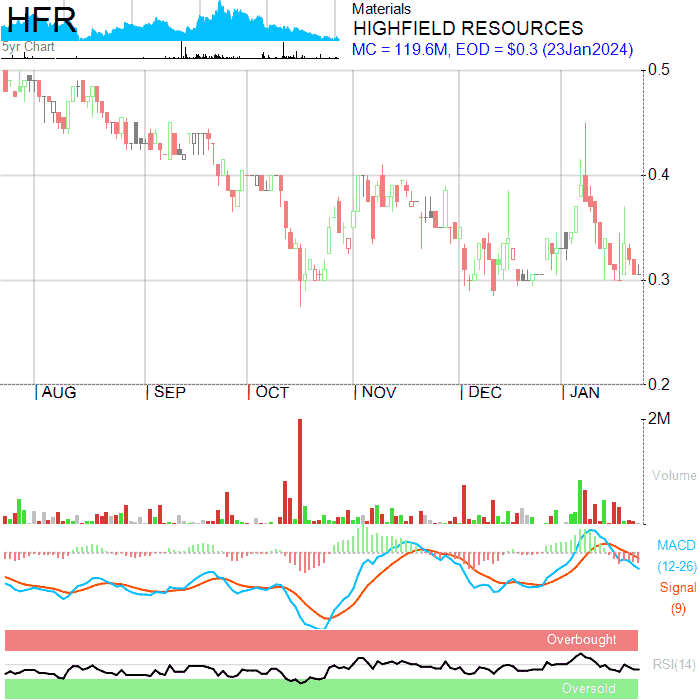 HFR
5yr Chart
Materials
HIGHFIELD RESOURCES
MC = 119.6M, EOD = $0.3 (23Jan2024)
0.5
0.4
0.3
0.2
AUG SEP OCT NOV DEC JAN
2M
Volume
MACD
(12-26)
Signal
(9)
Overbought
RSI(14)
Oversold